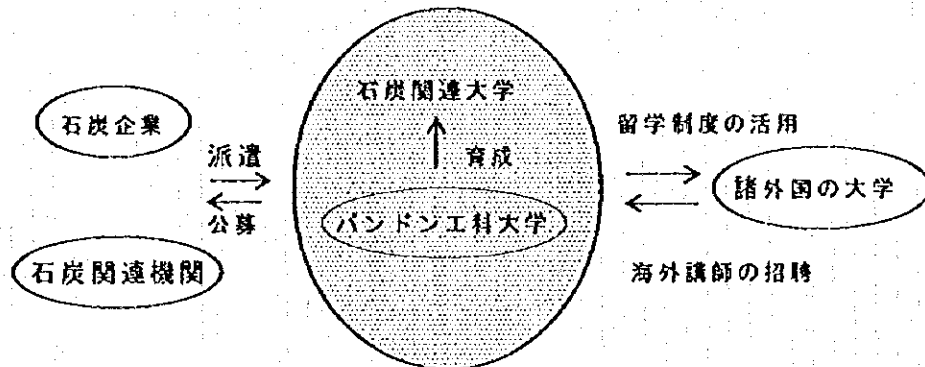 石炭関連大学
石炭企業
留学制度の活用
派遣
育成
諸外国の大学
公募
バンドン工科大学
石炭関連機関
海外講師の招聘